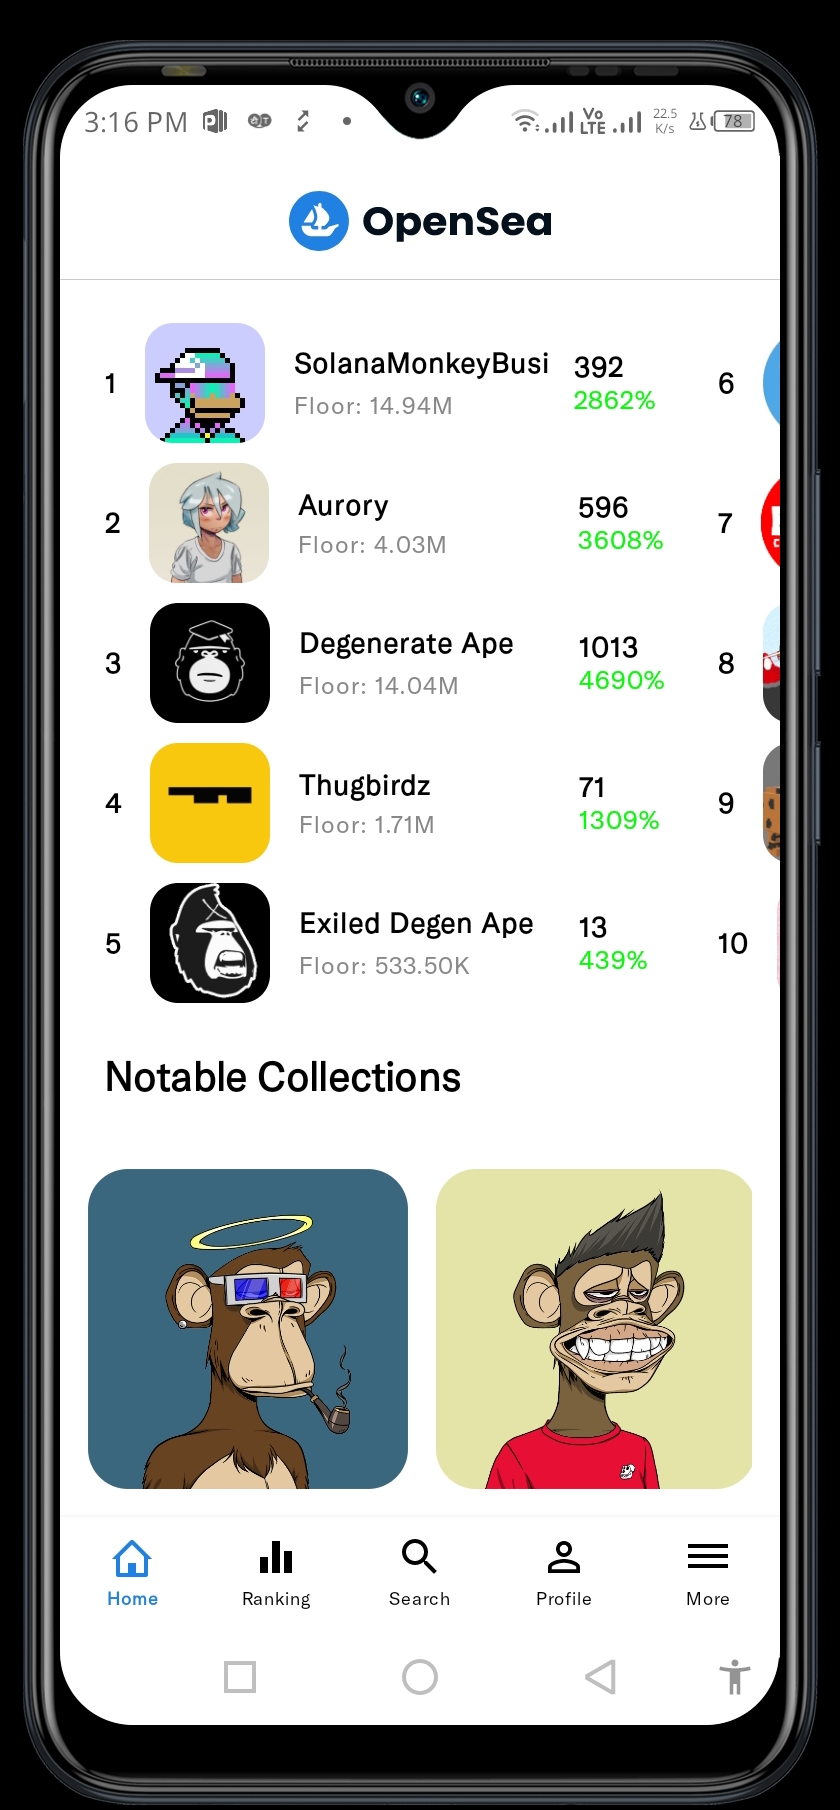 3:16 PM
Vo
LTE
22.5
K/s
78
OpenSea
1
SolanaMonkeyBusi
Floor: 14.94M
392
2862%
6
2
Aurory
Floor: 4.03M
596
3608%
7
3
Degenerate Ape
Floor: 14.04M
1013
4690%
8
4
Thugbirdz
Floor: 1.71M
71
1309%
9
5
Exiled Degen Ape
Floor: 533.50K
13
439%
10
Notable Collections
Home
Ranking
Search
Profile
More